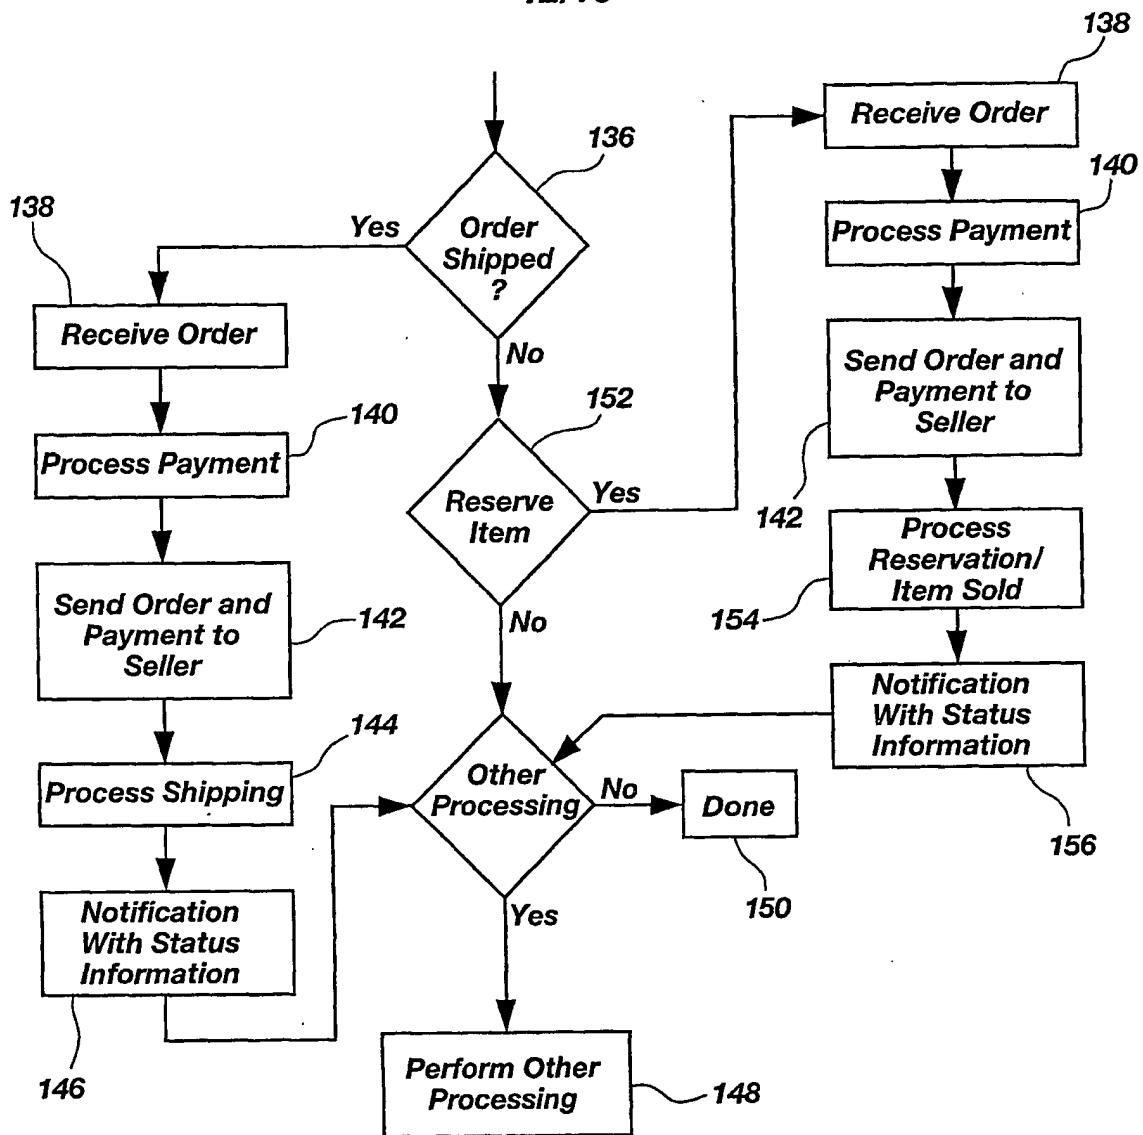 138
Receive Order
136
140
138
Yes
Order
Shipped
?
Process Payment
Receive Order
No
Send Order and
Payment to
Seller
152
140
Process Payment
Reserve
Item
Yes
142
Process
Reservation/
Item Sold
154
Send Order and
Payment to
Seller
142
No
Notification
With Status
Information
144
Process Shipping
Other
Processing
No
Done
156
150
Notification
With Status
Information
Yes
Perform Other
Processing
148
146